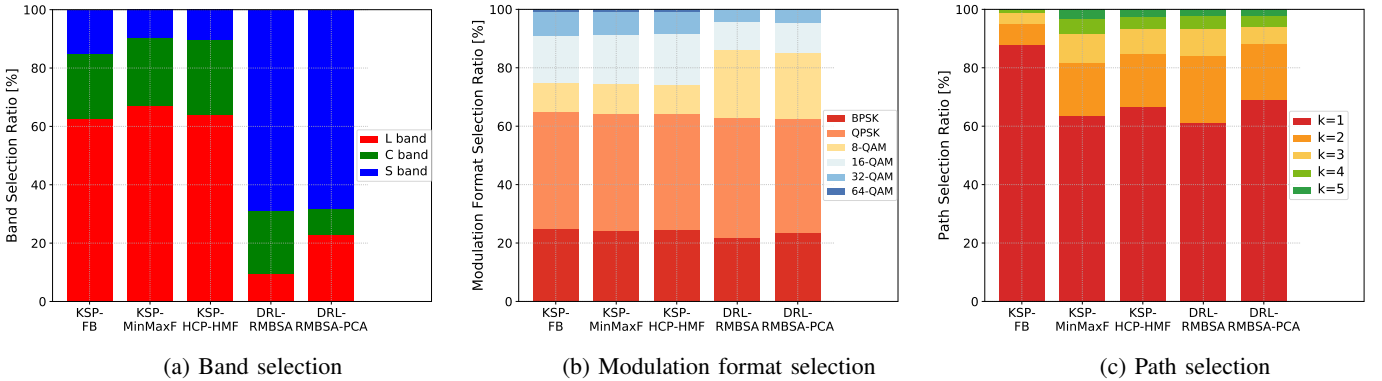 Band Selection Ratio [%]
100
80
60
40
20
0
L band
C band
S band
KSP-
FB
KSP-
MinMaxF
KSP-
HCP-HMF
DRL-
RMBSA
DRL-
RMBSA-PCA
(a) Band selection
Modulation Format Selection Ratio [%]
100
80
60
40
20
0
BPSK
QPSK
8-QAM
16-QAM
32-QAM
64-QAM
KSP-
FB
KSP-
MinMaxF
KSP-
HCP-HMF
DRL-
RMBSA
DRL-
RMBSA-PCA
(b) Modulation format selection
Path Selection Ratio [%]
100
80
60
40
20
0
k=1
k=2
k=3
k=4
k=5
KSP-
FB
KSP-
MinMaxF
KSP-
HCP-HMF
DRL-
RMBSA
DRL-
RMBSA-PCA
(c) Path selection